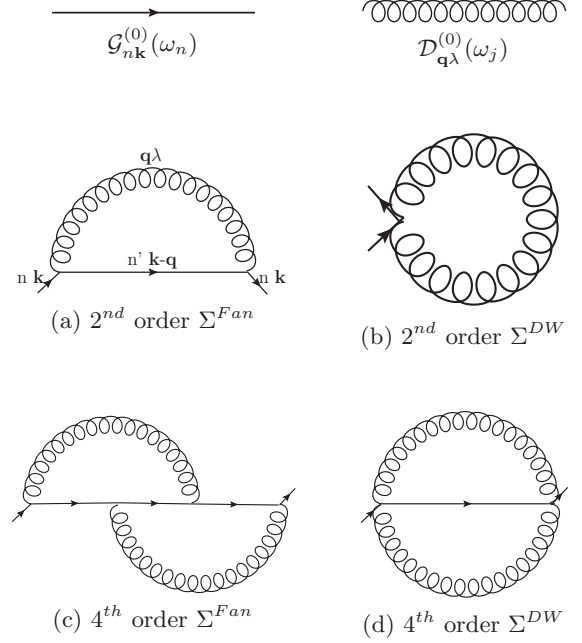 𝒢^{(0)}_{n𝐤}(ω_n)
𝒟^{(0)}_{𝐪λ}(ω_j)
𝐪λ
n 𝐤
n' 𝐤-𝐪
n 𝐤
(a) 2^{nd} order Σ^{Fan}
(b) 2^{nd} order Σ^{DW}
(c) 4^{th} order Σ^{Fan}
(d) 4^{th} order Σ^{DW}